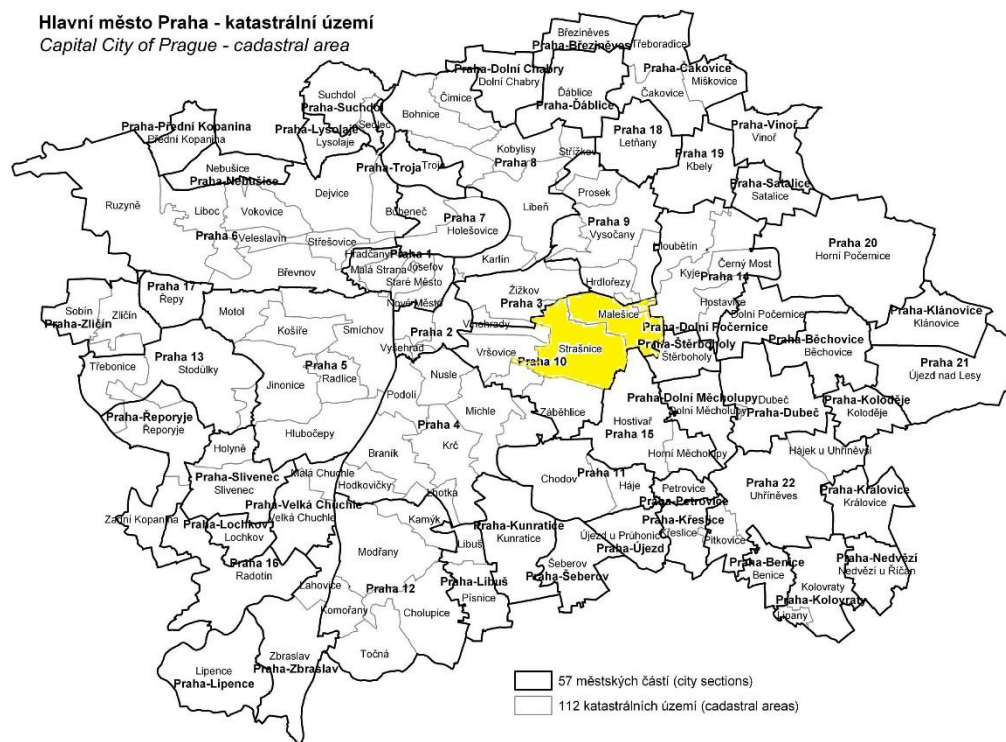 Hlavní město Praha - katastrální území
Capital City of Prague - cadastral area
Březiněves
Praha-Březiněves
Třeboradice
Praha-Dolní Chabry
Dolní Chabry
Praha-Čakovice
Miškovice
Čakovice
Ďáblice
Praha-Ďáblice
Suchdol
Praha-Suchdol
Sedlec
Čimice
Bohnice
Praha-Přední Kopanina
Přední Kopanina
Praha-Lysolaje
Lysolaje
Kobylisy
Praha 8
Střížkov
Praha 18
Letňany
Praha-Vinoř
Vinoř
Praha 19
Kbely
Nebušice
Praha-Nebušice
Praha-Troja
Troja
Dejvice
Prosek
Praha-Satalice
Satalice
Ruzyně
Liboc
Vokovice
Bubeneč
Praha 7
Holešovice
Libeň
Praha 9
Vysočany
Praha 6
Veleslavín
Střešovice
Hloubětín
Praha 20
Horní Počernice
Břevnov
Hradčany
Praha 1
Josefov
Malá Strana
Staré Město
Karlín
Kyje
Černý Most
Praha 14
Praha 17
Řepy
Hrdlořezy
Žižkov
Praha 3
Nové Město
Hostavice
Dolní Počernice
Sobín
Zličín
Praha-Zličín
Motol
Košíře
Smíchov
Praha 2
Vinohrady
Malešice
Praha-Dolní Počernice
Praha-Klánovice
Klánovice
Praha-Štěrboholy
Štěrboholy
Praha-Běchovice
Běchovice
Vyšehrad
Vršovice
Strašnice
Praha 10
Praha 21
Újezd nad Lesy
Praha 13
Stodůlky
Třebonice
Praha 5
Radlice
Jinonice
Nusle
Podolí
Michle
Praha 4
Záběhlice
Praha-Dolní Měcholupy
Dolní Měcholupy
Dubeč
Praha-Dubeč
Praha-Koloděje
Koloděje
Praha-Řeporyje
Řeporyje
Hostivař
Praha 15
Hlubočepy
Krč
Braník
Horní Měcholupy
Hájek u Uhříněvsi
Holyně
Praha-Slivenec
Slivenec
Malá Chuchle
Hodkovičky
Praha-Velká Chuchle
Velká Chuchle
Lhotka
Chodov
Praha 11
Háje
Petrovice
Praha-Petrovice
Praha 22
Uhříněves
Praha-Královice
Královice
Zadní Kopanina
Praha-Lochkov
Lochkov
Kamýk
Libuš
Praha-Kunratice
Kunratice
Újezd u Průhonic
Praha-Újezd
Praha-Křeslice
Křeslice
Pitkovice
Modřany
Praha 16
Radotín
Praha-Libuš
Písnice
Šeberov
Praha-Šeberov
Praha-Benice
Benice
Praha-Nedvězí
Nedvězí u Říčan
Kolovraty
Praha-Kolovraty
Lipany
Lahovice
Praha 12
Komořany
Cholupice
Točná
Zbraslav
Praha-Zbraslav
Lipence
Praha-Lipence
57 městských částí (city sections)
112 katastrálních území (cadastral areas)